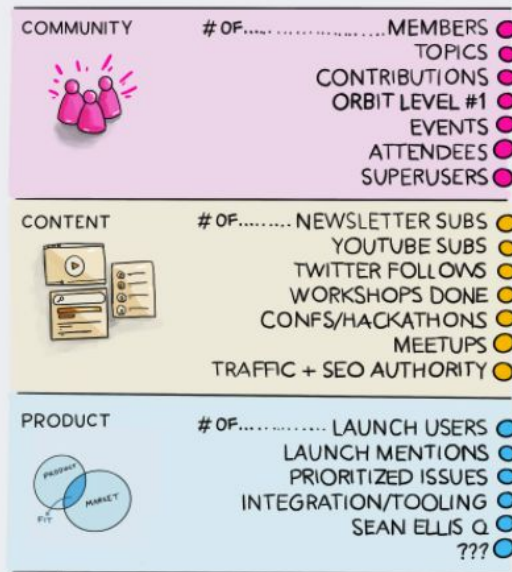 COMMUNITY
# OF......................MEMBERS
TOPICS
CONTRIBUTIONS
ORBIT LEVEL #1
EVENTS
ATTENDEES
SUPERUSERS
CONTENT
# OF.........NEWSLETTER SUBS
YOUTUBE SUBS
TWITTER FOLLOWS
WORKSHOPS DONE
CONFS/HACKATHONS
MEETUPS
TRAFFIC + SEO AUTHORITY
PRODUCT
# OF.............LAUNCH USERS
LAUNCH MENTIONS
PRIORITIZED ISSUES
INTEGRATION/TOOLING
SEAN ELLIS Q
???
PRODUCT
MARKET
FIT